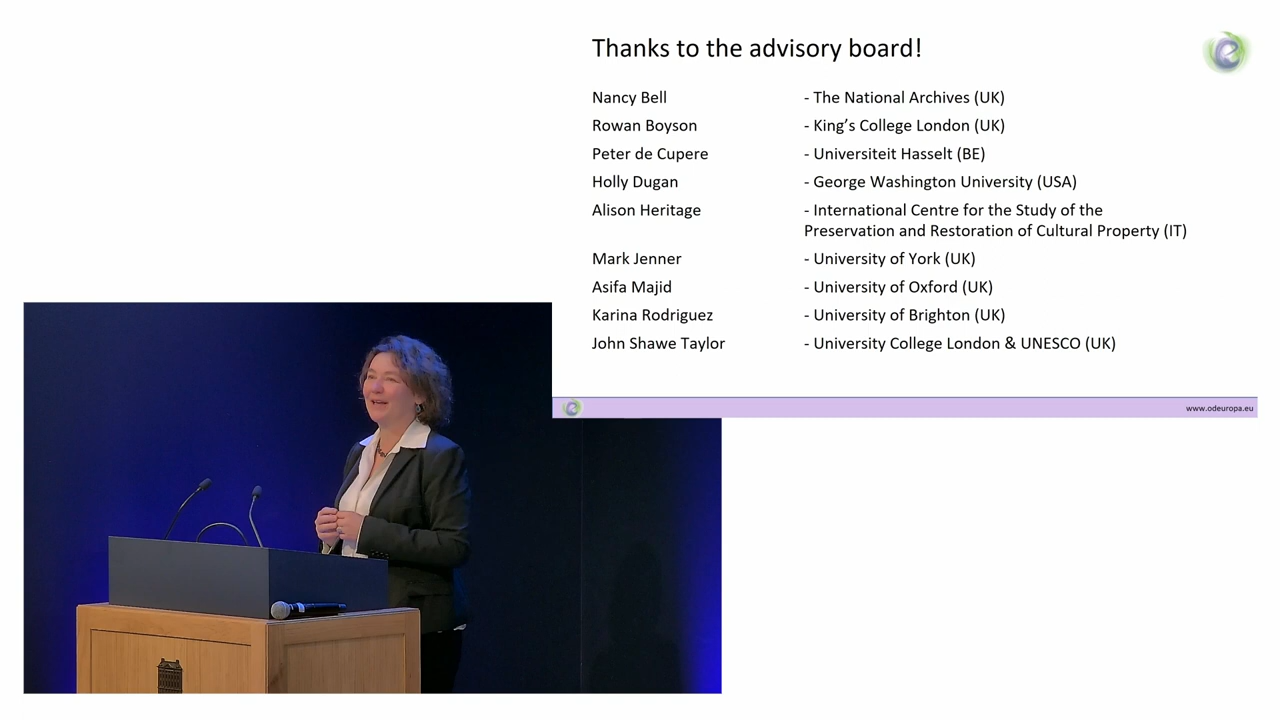 Thanks to the advisory board!
Nancy Bell - The National Archives (UK)
Rowan Boyson - King’s College London (UK)
Peter de Cupere - Universiteit Hasselt (BE)
Holly Dugan - George Washington University (USA)
Alison Heritage - International Centre for the Study of the
Preservation and Restoration of Cultural Property (IT)
Mark Jenner - University of York (UK)
Asifa Majid - University of Oxford (UK)
Karina Rodriguez - University of Brighton (UK)
John Shawe Taylor - University College London & UNESCO (UK)
www.odeuropa.eu
e